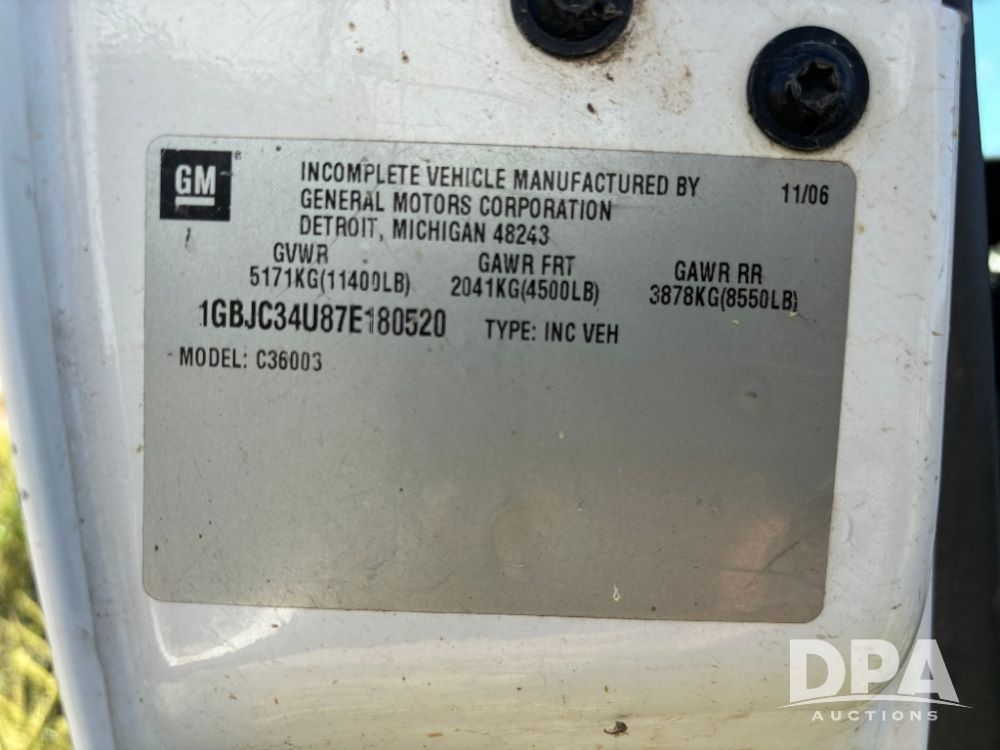 GM ®
INCOMPLETE VEHICLE MANUFACTURED BY 11/06
GENERAL MOTORS CORPORATION
DETROIT, MICHIGAN 48243
GVWR GAWR FRT GAWR RR
5171KG(11400LB) 2041KG(4500LB) 3878KG(8550LB)
1GBJC34U87E180520 TYPE: INC VEH
MODEL: C36003
DPA
AUCTIONS